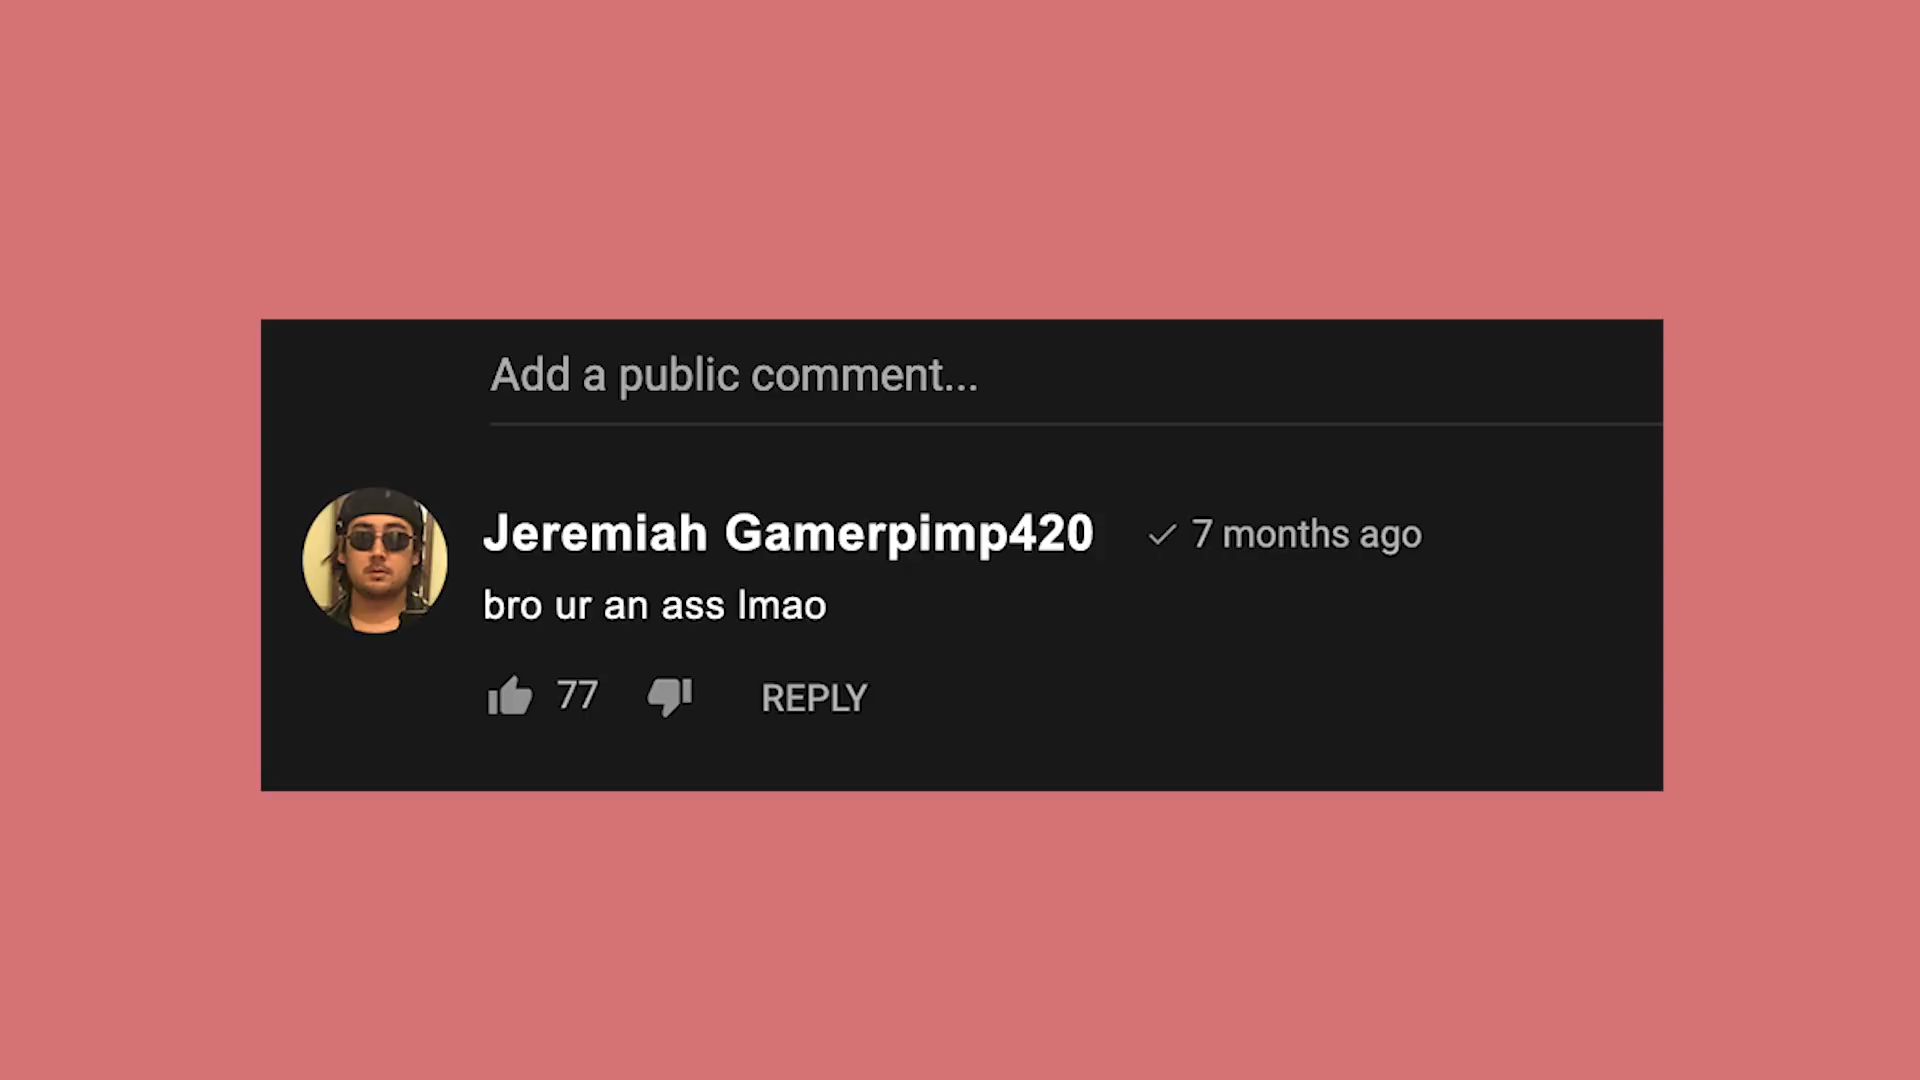 Add a public comment...
Jeremiah Gamerpimp420 7 months ago
bro ur an ass lmao
77 REPLY